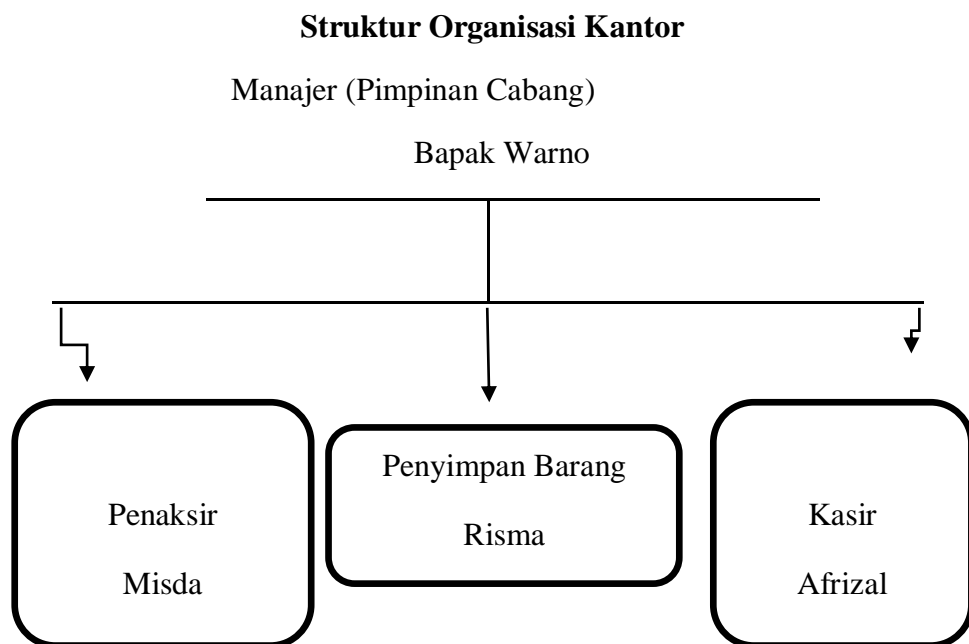 Struktur Organisasi Kantor
Manajer (Pimpinan Cabang)
Bapak Warno
Penaksir
Misda
Penyimpan Barang
Risma
Kasir
Afrizal